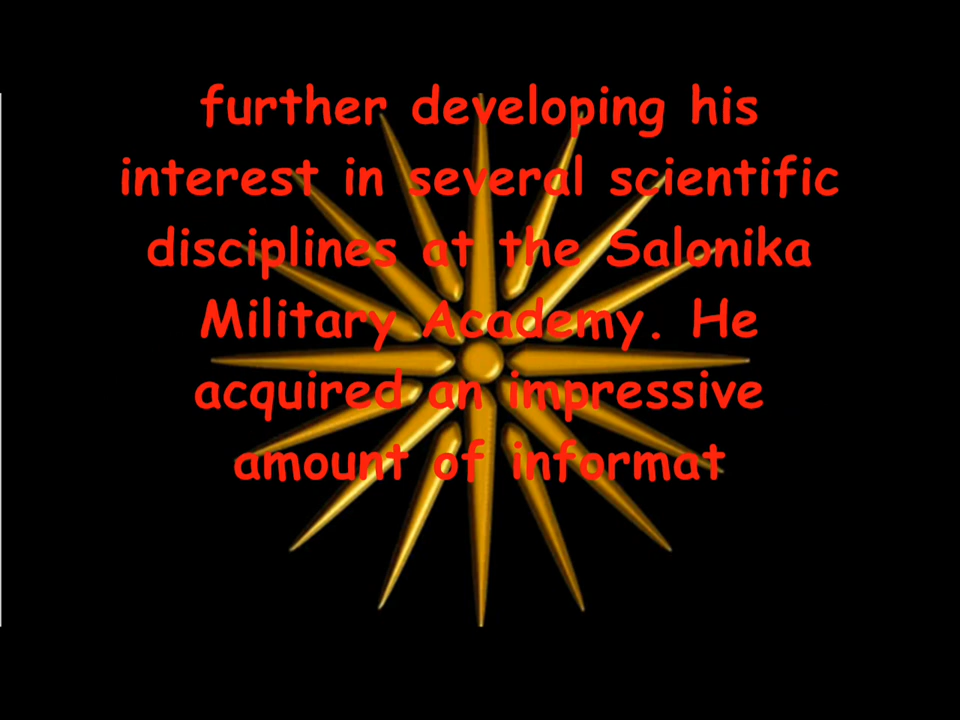 further developing his
interest in several scientific
disciplines at the Salonika
Military Academy. He
acquired an impressive
amount of informat